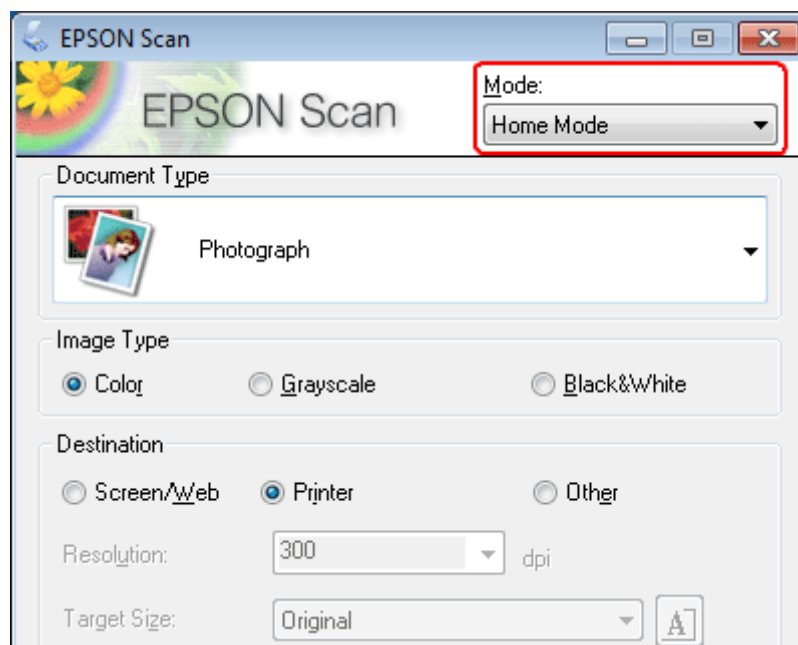 EPSON Scan
EPSON Scan
Mode:
Home Mode
Document Type
Photograph
Image Type
Color Grayscale Black&White
Destination
Screen/Web Printer Other
Resolution: 300 dpi
Target Size: Original A